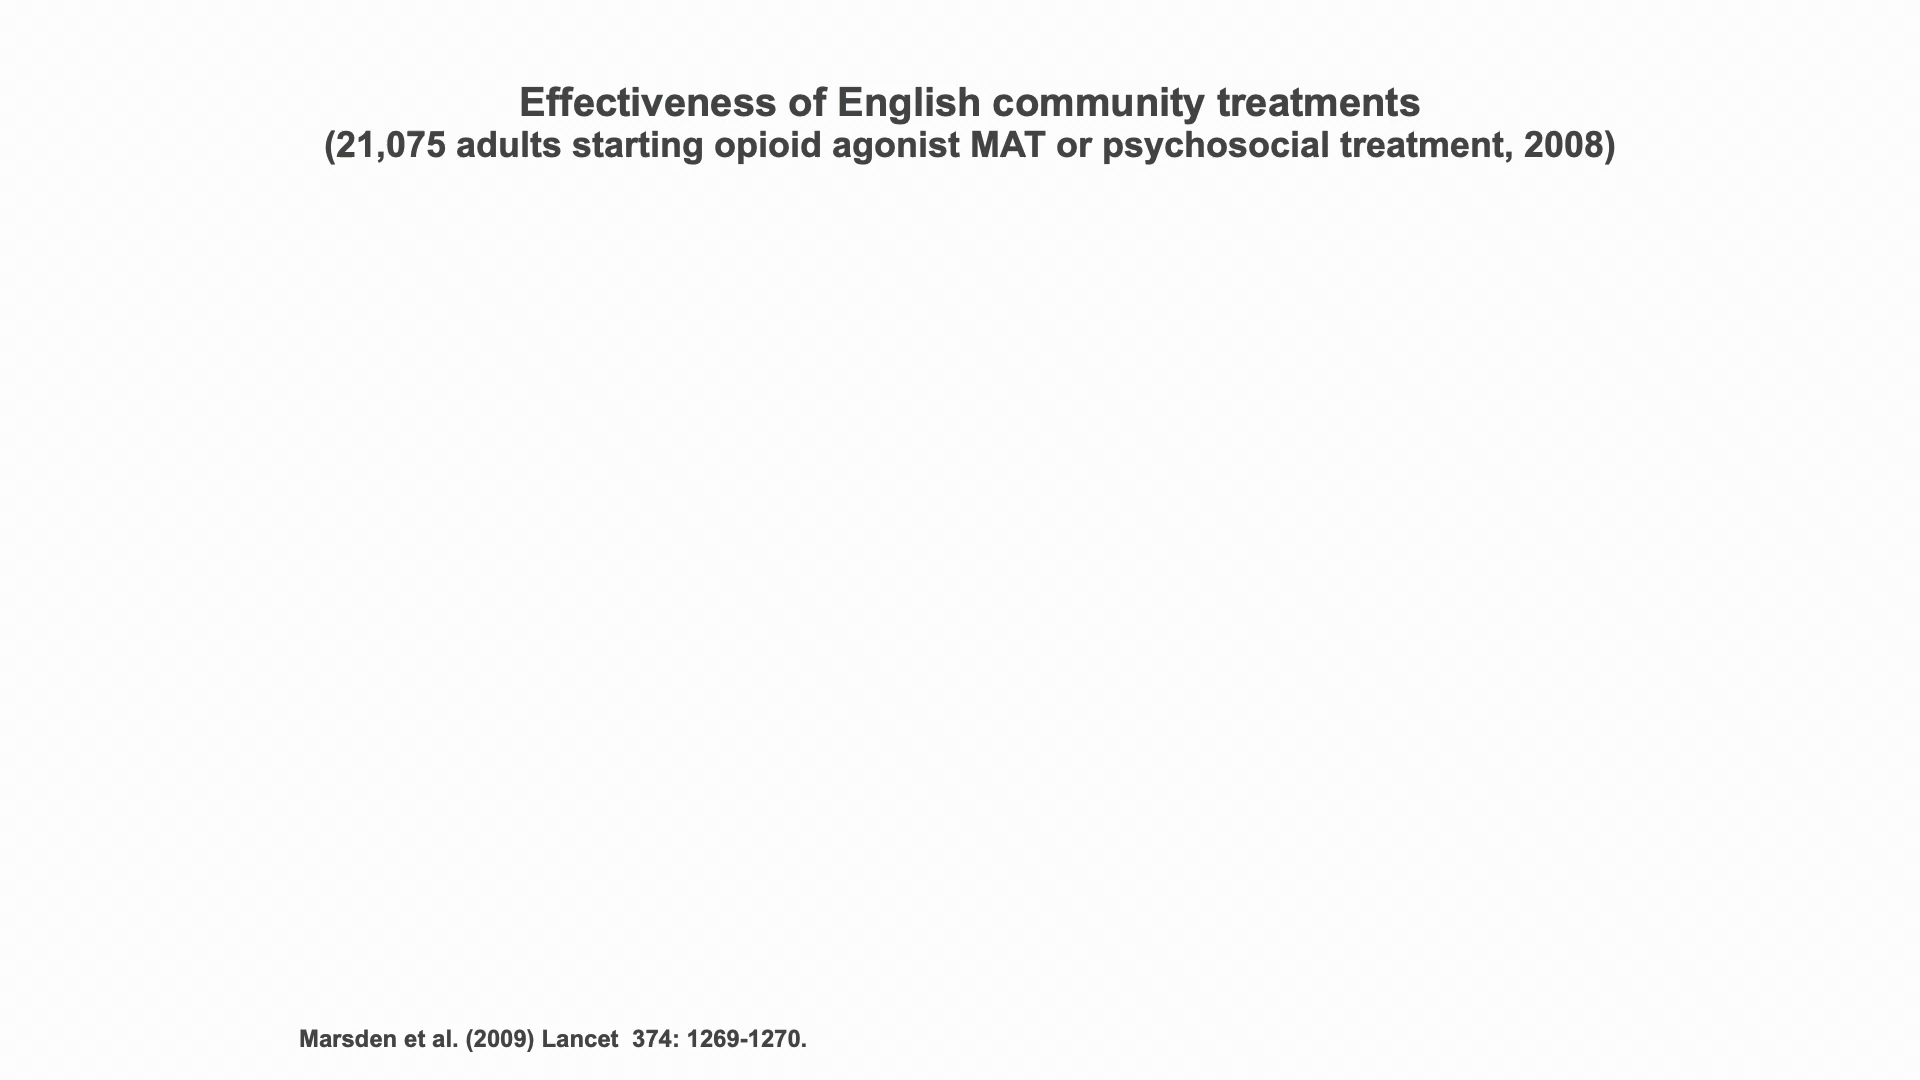 Effectiveness of English community treatments
(21,075 adults starting opioid agonist MAT or psychosocial treatment, 2008)
Marsden et al. (2009) Lancet  374: 1269-1270.